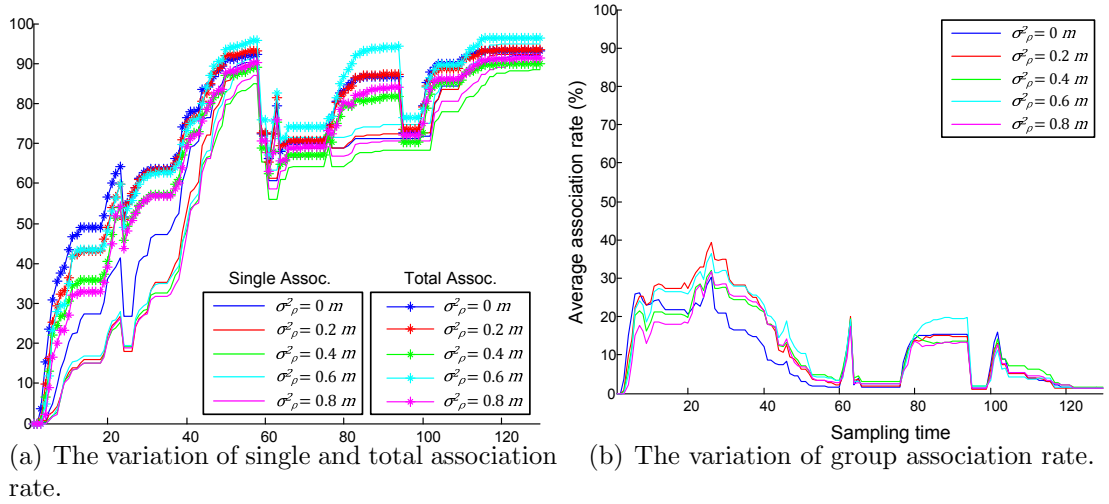 100
90
80
70
60
50
40
30
20
10
0
20
40
60
80
100
120
Single Assoc.
σ²ρ = 0 m
σ²ρ = 0.2 m
σ²ρ = 0.4 m
σ²ρ = 0.6 m
σ²ρ = 0.8 m
Total Assoc.
σ²ρ = 0 m
σ²ρ = 0.2 m
σ²ρ = 0.4 m
σ²ρ = 0.6 m
σ²ρ = 0.8 m
(a) The variation of single and total association
rate.
Average association rate (%)
100
90
80
70
60
50
40
30
20
10
0
20
40
60
80
100
120
Sampling time
σ²ρ = 0 m
σ²ρ = 0.2 m
σ²ρ = 0.4 m
σ²ρ = 0.6 m
σ²ρ = 0.8 m
(b) The variation of group association rate.